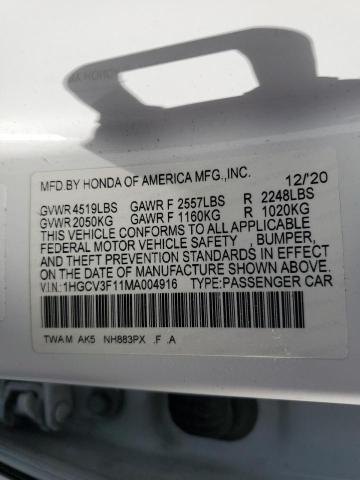 MFD.BY HONDA OF AMERICA MFG.,INC. 12/20
GVWR 4519LBS GAWR F 2557LBS R 2248LBS
GVWR 2050KG GAWR F 1160KG R 1020KG
THIS VEHICLE CONFORMS TO ALL APPLICABLE
FEDERAL MOTOR VEHICLE SAFETY , BUMPER,
AND THEFT PREVENTION STANDARDS IN EFFECT
ON THE DATE OF MANUFACTURE SHOWN ABOVE.
V.I.N.:1HGCV3F11MA004916 TYPE:PASSENGER CAR
TWA M AK5 NH883PX .F .A